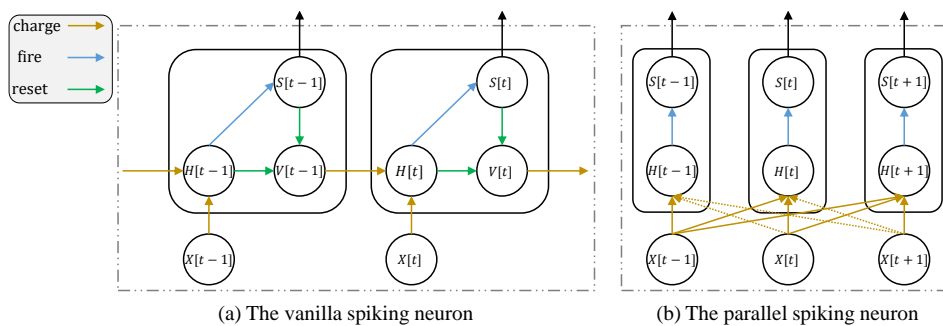 charge
fire
reset
S[t − 1]
S[t]
H[t − 1]
V[t − 1]
H[t]
V[t]
X[t − 1]
X[t]
(a) The vanilla spiking neuron
S[t − 1]
S[t]
S[t + 1]
H[t − 1]
H[t]
H[t + 1]
X[t − 1]
X[t]
X[t + 1]
(b) The parallel spiking neuron